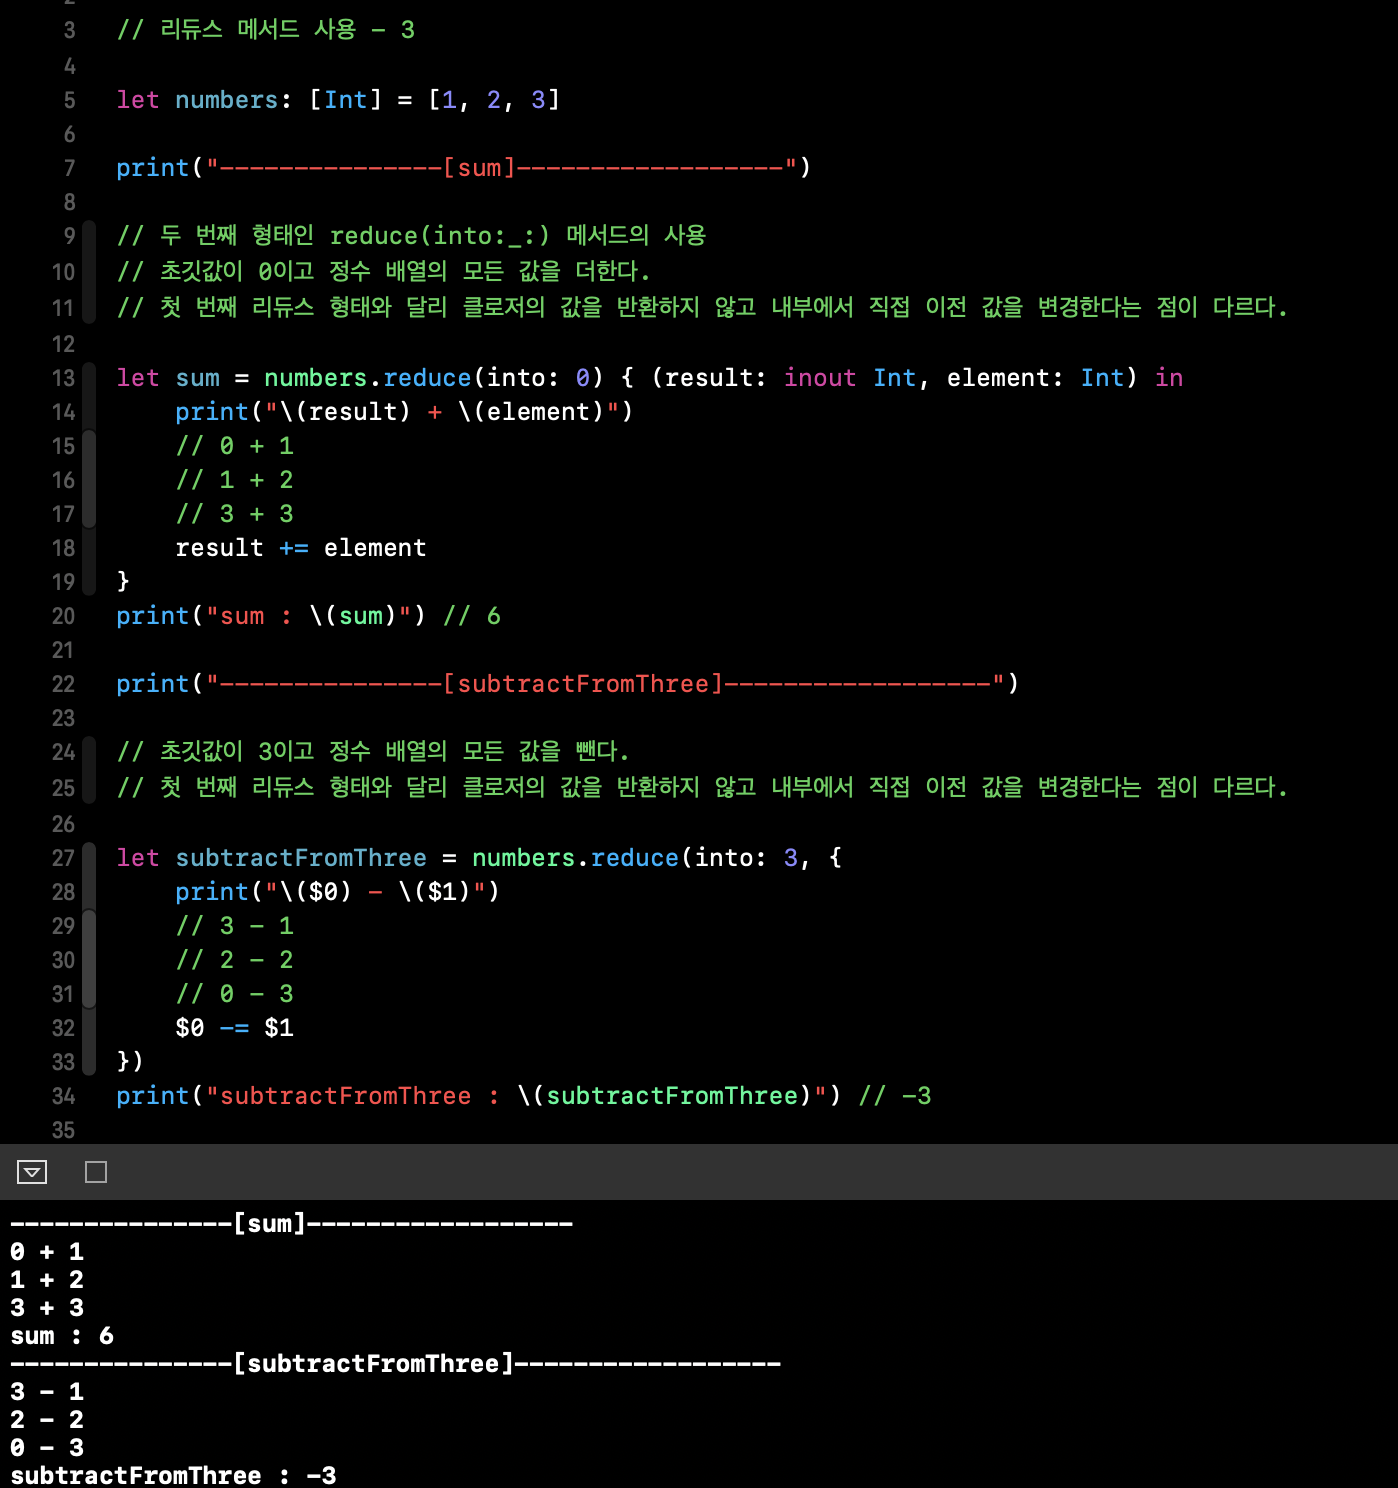 3 // 리듀스 메서드 사용 - 3
4
5 let numbers: [Int] = [1, 2, 3]
6
7 print("---------------[sum]------------------")
8
9 // 두 번째 형태인 reduce(into:_:) 메서드의 사용
10 // 초깃값이 0이고 정수 배열의 모든 값을 더한다.
11 // 첫 번째 리듀스 형태와 달리 클로저의 값을 반환하지 않고 내부에서 직접 이전 값을 변경한다는 점이 다르다.
12
13 let sum = numbers.reduce(into: 0) { (result: inout Int, element: Int) in
14     print("\(result) + \(element)")
15     // 0 + 1
16     // 1 + 2
17     // 3 + 3
18     result += element
19 }
20 print("sum : \(sum)") // 6
21
22 print("---------------[subtractFromThree]------------------")
23
24 // 초깃값이 3이고 정수 배열의 모든 값을 뺀다.
25 // 첫 번째 리듀스 형태와 달리 클로저의 값을 반환하지 않고 내부에서 직접 이전 값을 변경한다는 점이 다르다.
26
27 let subtractFromThree = numbers.reduce(into: 3, {
28     print("\($0) - \($1)")
29     // 3 - 1
30     // 2 - 2
31     // 0 - 3
32     $0 -= $1
33 })
34 print("subtractFromThree : \(subtractFromThree)") // -3
35
---------------[sum]------------------
0 + 1
1 + 2
3 + 3
sum : 6
---------------[subtractFromThree]------------------
3 - 1
2 - 2
0 - 3
subtractFromThree : -3